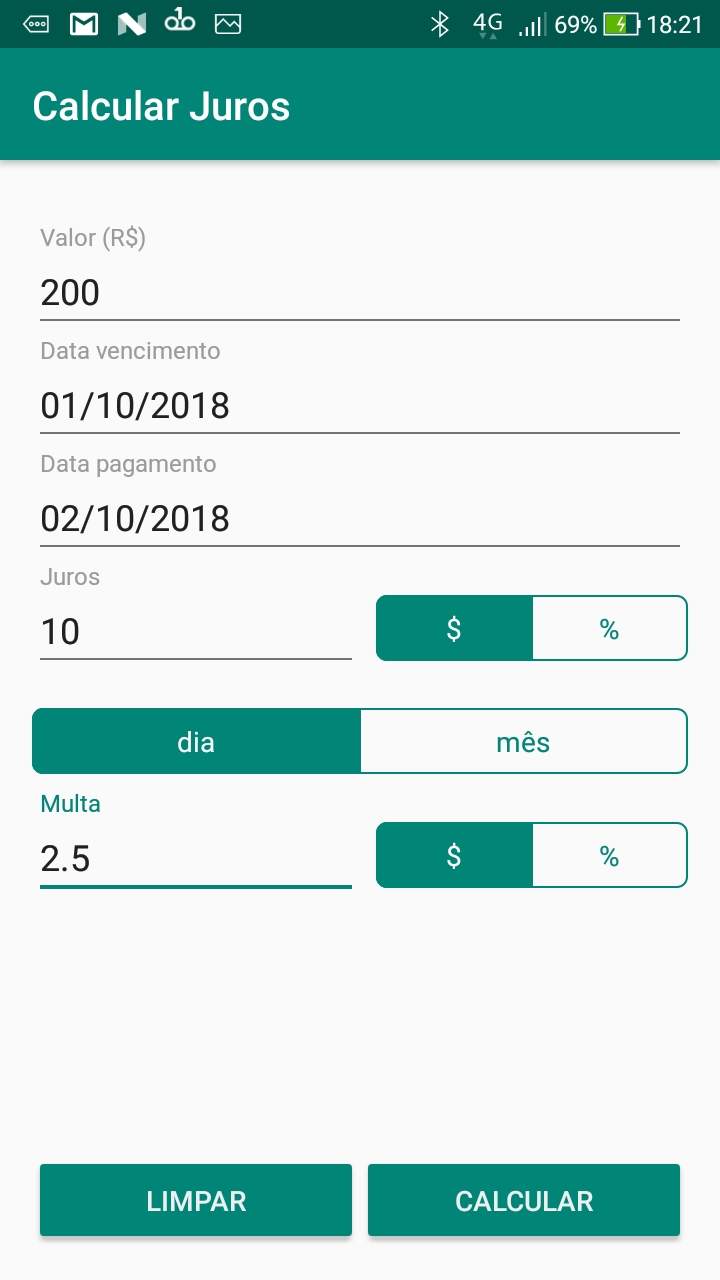 4G 69% 18:21
Calcular Juros
Valor (R$)
200
Data vencimento
01/10/2018
Data pagamento
02/10/2018
Juros
10 $ %
dia mês
Multa
2.5 $ %
LIMPAR CALCULAR